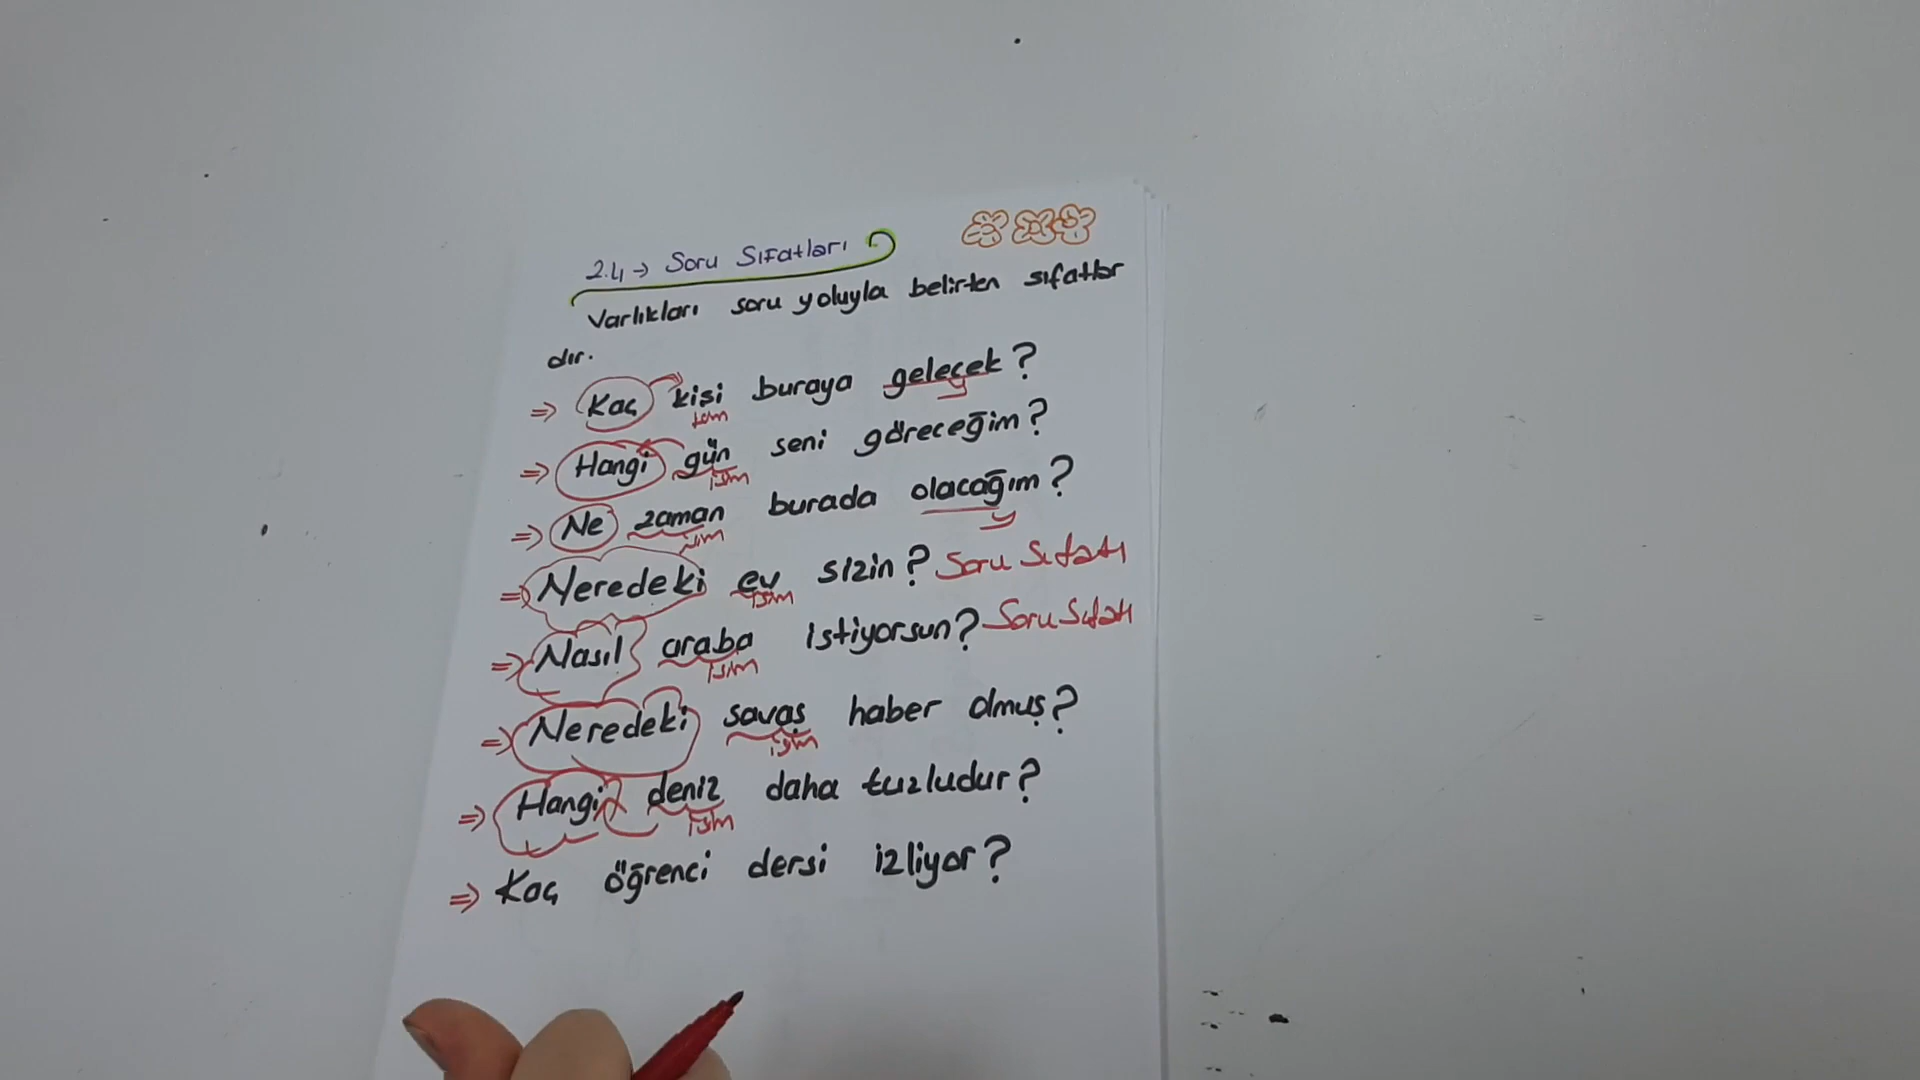 2.4 → Soru Sıfatları
Varlıkları soru yoluyla belirten sıfatlar
dır.
⇒ Kaç kişi buraya gelecek?
isim
⇒ Hangi gün seni göreceğim?
isim
⇒ Ne zaman burada olacağım?
isim
⇒ Neredeki ev sizin? Soru Sıfatı
isim
⇒ Nasıl araba istiyorsun? Soru Sıfatı
isim
⇒ Neredeki savaş haber olmuş?
isim
⇒ Hangi deniz daha tuzludur?
isim
⇒ Kaç öğrenci dersi izliyor?